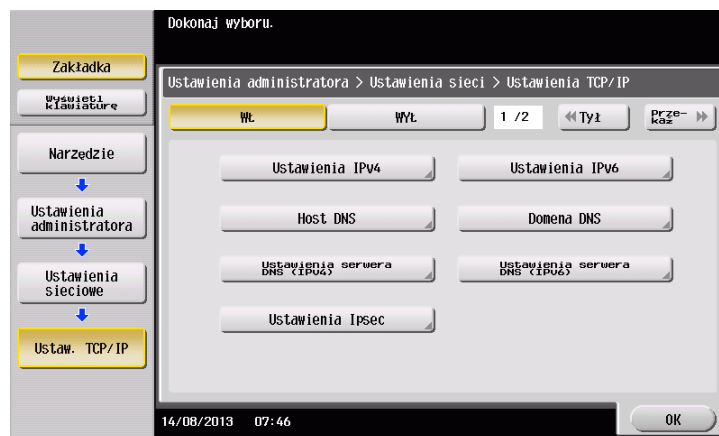 Dokonaj wyboru.
Zakładka
Wyświetl
klawiaturę
Ustawienia administratora > Ustawienia sieci > Ustawienia TCP/IP
WŁ
WYŁ
1 /2
Tył
Prze-
każ
Narzędzie
Ustawienia
administratora
Ustawienia
sieciowe
Ustaw. TCP/IP
Ustawienia IPv4
Ustawienia IPv6
Host DNS
Domena DNS
Ustawienia serwera
DNS (IPv4)
Ustawienia serwera
DNS (IPv6)
Ustawienia Ipsec
14/08/2013 07:46
OK